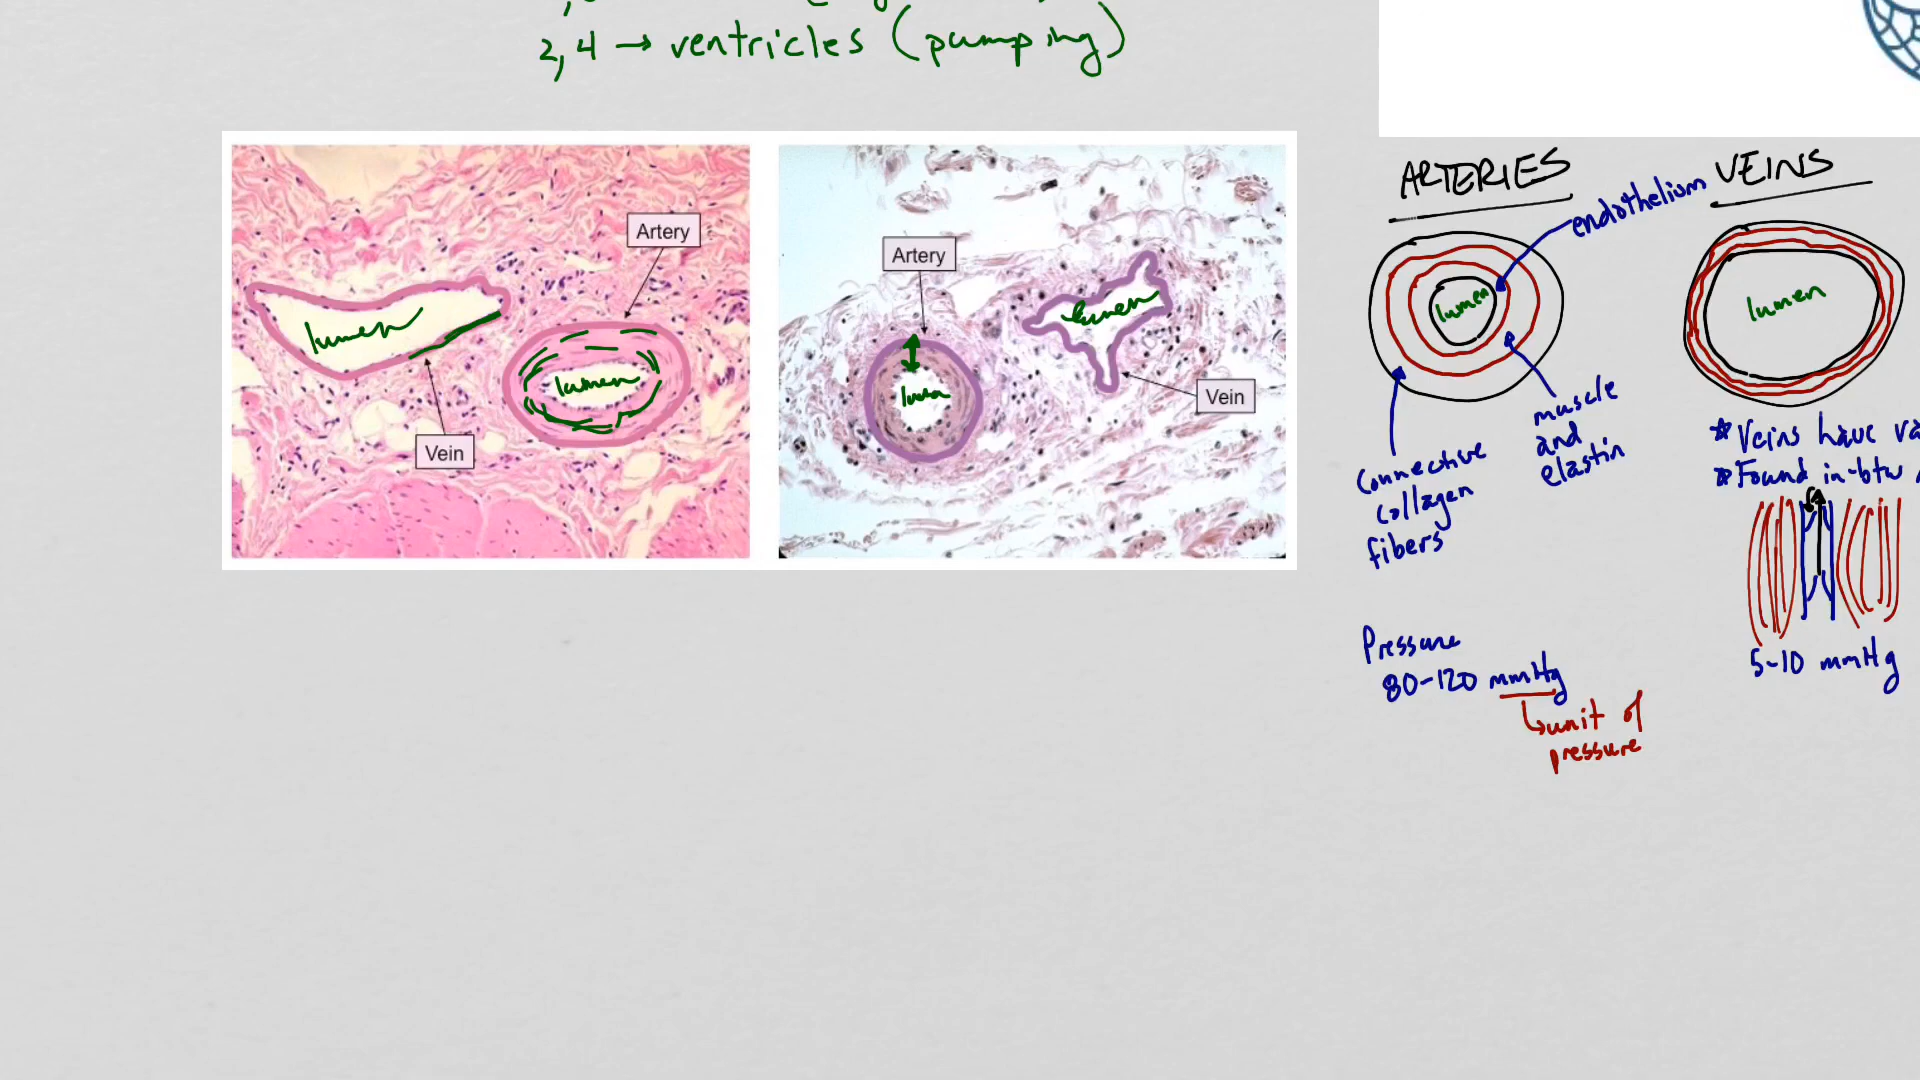 2, 4 → ventricles (pumping)
Artery
lumen
lumen
Vein
Artery
lumen
lumen
Vein
ARTERIES
endothelium
lumen
muscle
and
elastin
Connective
collagen
fibers
Pressure
80-120 mmHg
↳ unit of
pressure
VEINS
lumen
* Veins have
* Found in-btw
5-10 mmHg